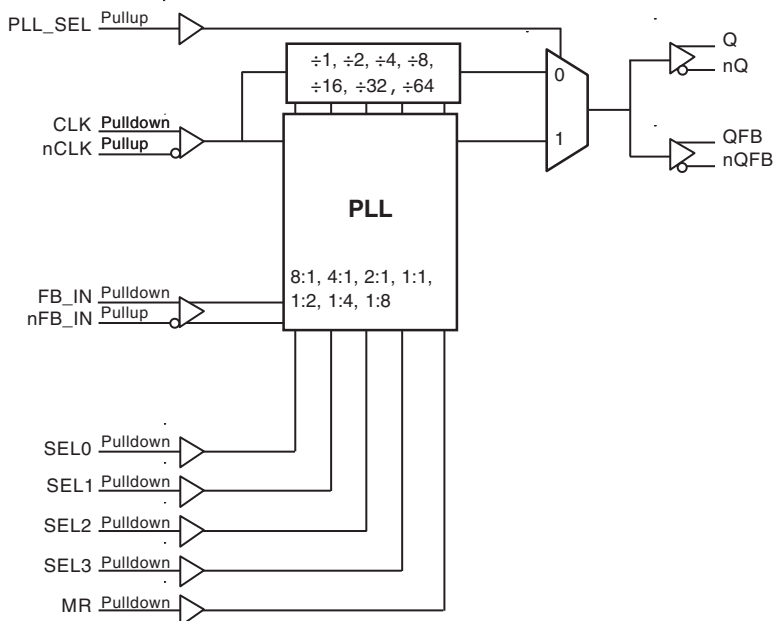 PLL_SEL Pullup
÷1, ÷2, ÷4, ÷8,
÷16, ÷32, ÷64
0
1
Q
nQ
QFB
nQFB
CLK Pulldown
nCLK Pullup
PLL
8:1, 4:1, 2:1, 1:1,
1:2, 1:4, 1:8
FB_IN Pulldown
nFB_IN Pullup
SEL0 Pulldown
SEL1 Pulldown
SEL2 Pulldown
SEL3 Pulldown
MR Pulldown